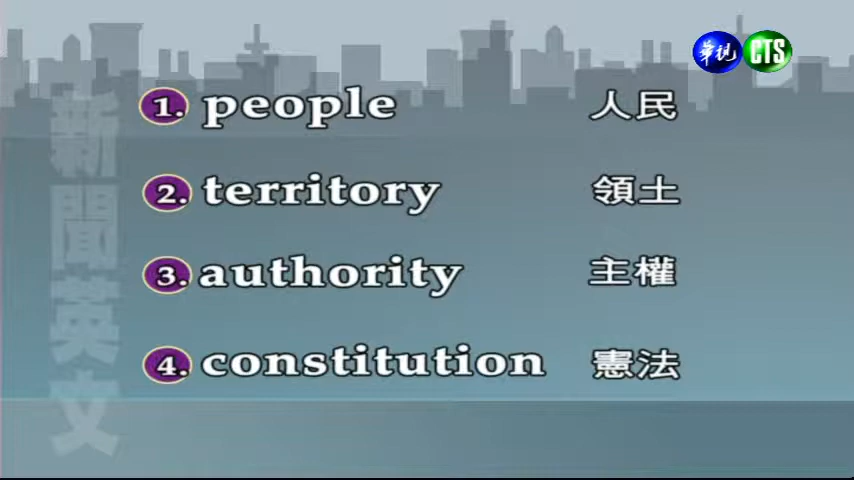 華視 CTS
1. people 人民
2. territory 領土
3. authority 主權
4. constitution 憲法
新聞英文